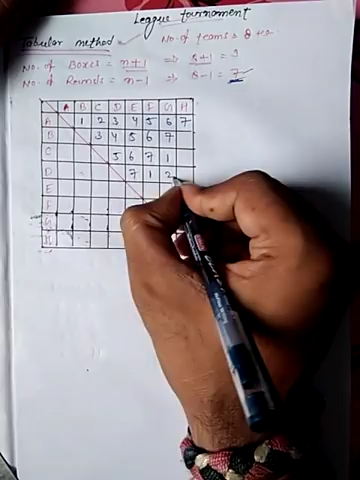 League tournament
Tabular method No. of teams = 8 teams
No. of Boxes = n+1 ⇒ 8+1 = 9
No. of Rounds = n-1 ⇒ 8-1 = 7
A B C D E F G H
A 1 2 3 4 5 6 7
B 3 4 5 6 7
C 5 6 7 1
D 7 1 2
E
F
G
H